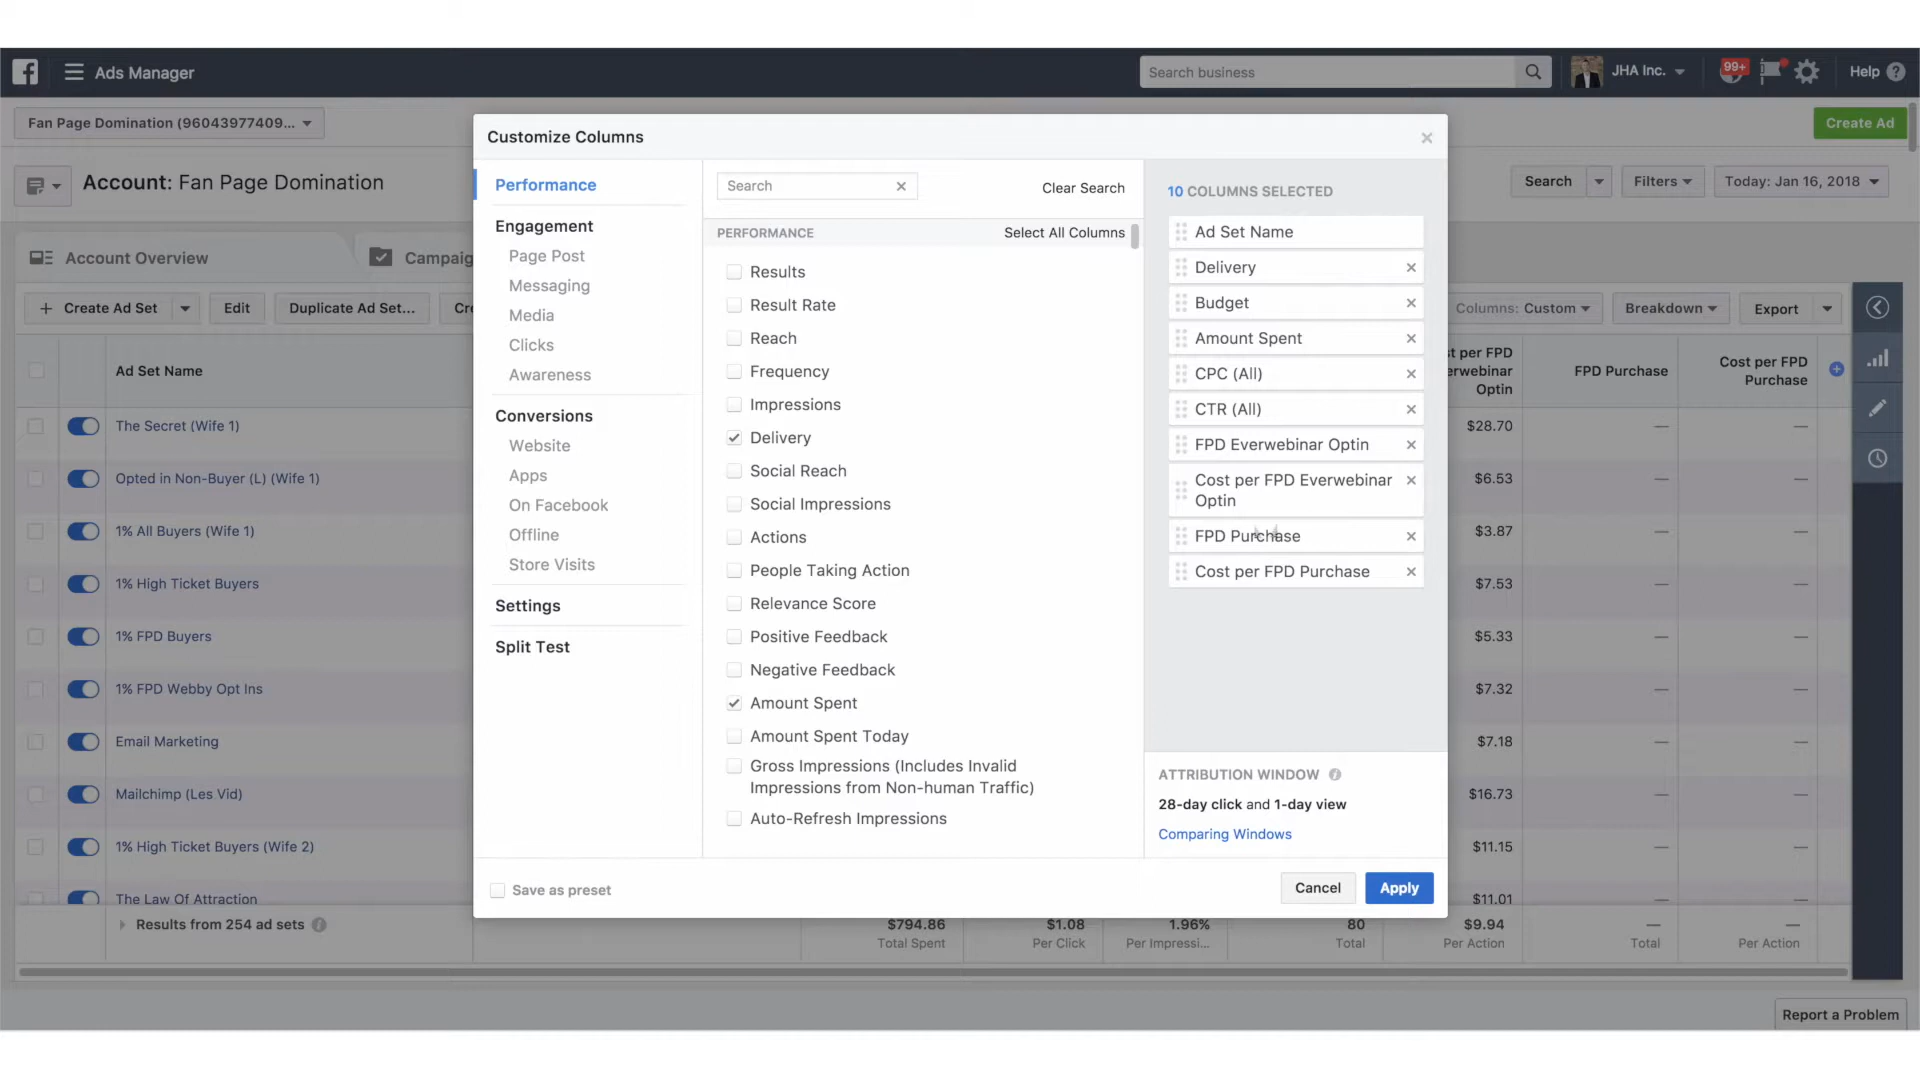 Ads Manager
Search business
JHA Inc.
99+
Help
Fan Page Domination (96043977409...
Create Ad
Account: Fan Page Domination
Search
Filters
Today: Jan 16, 2018
Account Overview
Campaig
Create Ad Set
Edit
Duplicate Ad Set...
Cre
Columns: Custom
Breakdown
Export
Ad Set Name
st per FPD
erwebinar
Optin
FPD Purchase
Cost per FPD
Purchase
The Secret (Wife 1)
$28.70
—
—
Opted in Non-Buyer (L) (Wife 1)
$6.53
—
—
1% All Buyers (Wife 1)
$3.87
—
—
1% High Ticket Buyers
$7.53
—
—
1% FPD Buyers
$5.33
—
—
1% FPD Webby Opt Ins
$7.32
—
—
Email Marketing
$7.18
—
—
Mailchimp (Les Vid)
$16.73
—
—
1% High Ticket Buyers (Wife 2)
$11.15
—
—
The Law Of Attraction
$11.01
Results from 254 ad sets
$794.86
Total Spent
$1.08
Per Click
1.96%
Per Impressi...
80
Total
$9.94
Per Action
—
Total
—
Per Action
Report a Problem
Customize Columns
Performance
Engagement
Page Post
Messaging
Media
Clicks
Awareness
Conversions
Website
Apps
On Facebook
Offline
Store Visits
Settings
Split Test
Search
Clear Search
PERFORMANCE
Select All Columns
Results
Result Rate
Reach
Frequency
Impressions
Delivery
Social Reach
Social Impressions
Actions
People Taking Action
Relevance Score
Positive Feedback
Negative Feedback
Amount Spent
Amount Spent Today
Gross Impressions (Includes Invalid
Impressions from Non-human Traffic)
Auto-Refresh Impressions
10 COLUMNS SELECTED
Ad Set Name
Delivery
Budget
Amount Spent
CPC (All)
CTR (All)
FPD Everwebinar Optin
Cost per FPD Everwebinar
Optin
FPD Purchase
Cost per FPD Purchase
ATTRIBUTION WINDOW
28-day click and 1-day view
Comparing Windows
Save as preset
Cancel
Apply